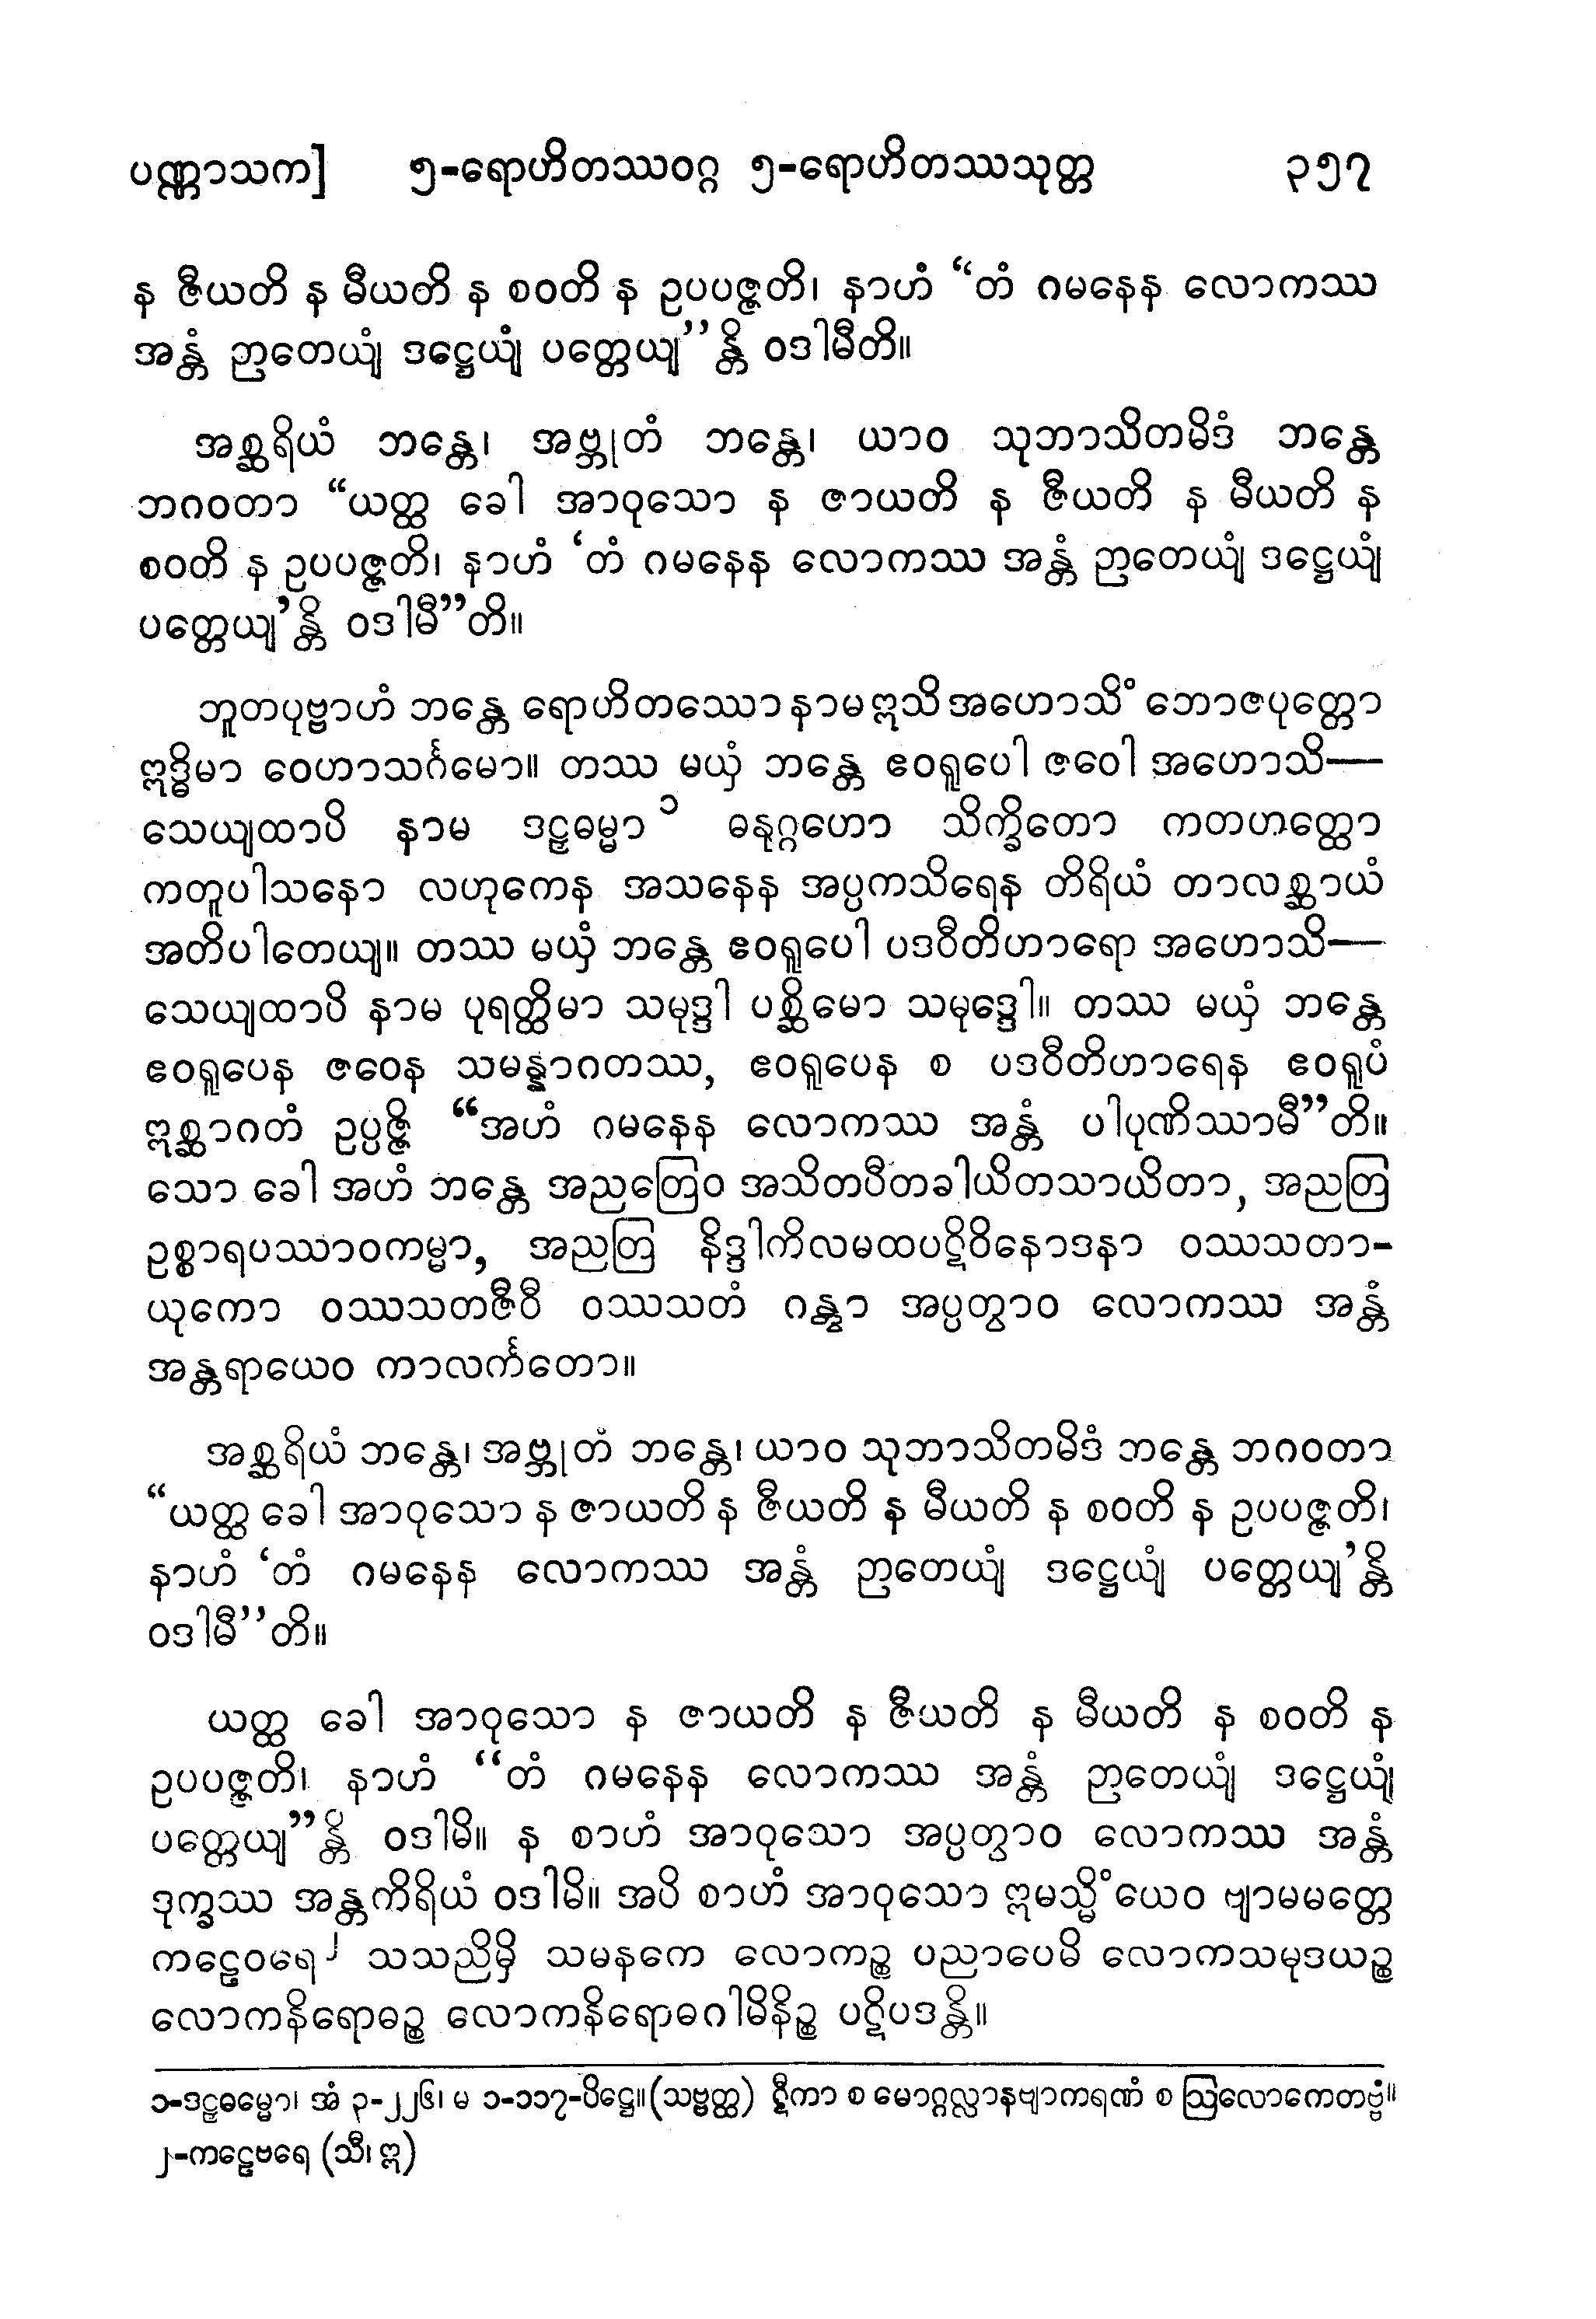 ပဏ္ဏာသက] ၅-ရောဟိတဿဝဂ္ဂ ၅-ရောဟိတဿသုတ္တ ၃၅၇
န ဇီယတိ န မီယတိ န စဝတိ န ဥပပဇ္ဇတိ၊ နာဟံ “တံ ဂမနေန လောကဿ
အန္တံ ဉာတေယျံ ဒဋ္ဌေယျံ ပတ္တေယျ’’န္တိ ဝဒါမီတိ။
အစ္ဆရိယံ ဘန္တေ၊ အဗ္ဘုတံ ဘန္တေ၊ ယာဝ သုဘာသိတမိဒံ ဘန္တေ
ဘဂဝတာ “ယတ္ထ ခေါ အာဝုသော န ဇာယတိ န ဇီယတိ န မီယတိ န
စဝတိ န ဥပပဇ္ဇတိ၊ နာဟံ ‘တံ ဂမနေန လောကဿ အန္တံ ဉာတေယျံ ဒဋ္ဌေယျံ
ပတ္တေယျ’န္တိ ဝဒါမီ”တိ။
ဘူတပုဗ္ဗာဟံ ဘန္တေ ရောဟိတဿော နာမ ဣသိ အဟောသိံ ဘောဇပုတ္တော
ဣဒ္ဓိမာ ဝေဟာသင်္ဂမော။ တဿ မယှံ ဘန္တေ ဧဝရူပေါ ဇဝေါ အဟောသိ—
သေယျထာပိ နာမ ဒဠှဓမ္မာ ၁ ဓနုဂ္ဂဟော သိက္ခိတော ကတဟတ္ထော
ကတူပါသနော လဟုကေန အသနေန အပ္ပကသိရေန တိရိယံ တာလစ္ဆာယံ
အတိပါတေယျ။ တဿ မယှံ ဘန္တေ ဧဝရူပေါ ပဒဝီတိဟာရော အဟောသိ—
သေယျထာပိ နာမ ပုရတ္ထိမာ သမုဒ္ဒါ ပစ္ဆိမော သမုဒ္ဒေါ။ တဿ မယှံ ဘန္တေ
ဧဝရူပေန ဇဝေန သမန္နာဂတဿ, ဧဝရူပေန စ ပဒဝီတိဟာရေန ဧဝရူပံ
ဣစ္ဆာဂတံ ဥပ္ပဇ္ဇိ “အဟံ ဂမနေန လောကဿ အန္တံ ပါပုဏိဿာမီ”တိ။
သော ခေါ အဟံ ဘန္တေ အညတြေဝ အသိတပီတခါယိတသာယိတာ, အညတြ
ဥစ္စာရပဿာဝကမ္မာ, အညတြ နိဒ္ဒါကိလမထပဋိဝိနောဒနာ ဝဿသတာ-
ယုကော ဝဿသတဇီဝီ ဝဿသတံ ဂန္တွာ အပ္ပတွာဝ လောကဿ အန္တံ
အန္တရာယေဝ ကာလင်္ကတော။
အစ္ဆရိယံ ဘန္တေ၊ အဗ္ဘုတံ ဘန္တေ၊ ယာဝ သုဘာသိတမိဒံ ဘန္တေ ဘဂဝတာ
“ယတ္ထ ခေါ အာဝုသော န ဇာယတိ န ဇီယတိ န မီယတိ န စဝတိ န ဥပပဇ္ဇတိ၊
နာဟံ ‘တံ ဂမနေန လောကဿ အန္တံ ဉာတေယျံ ဒဋ္ဌေယျံ ပတ္တေယျ’န္တိ
ဝဒါမီ’’တိ။
ယတ္ထ ခေါ အာဝုသော န ဇာယတိ န ဇီယတိ န မီယတိ န စဝတိ န
ဥပပဇ္ဇတိ၊ နာဟံ “တံ ဂမနေန လောကဿ အန္တံ ဉာတေယျံ ဒဋ္ဌေယျံ
ပတ္တေယျ”န္တိ ဝဒါမိ။ န စာဟံ အာဝုသော အပ္ပတွာဝ လောကဿ အန္တံ
ဒုက္ခဿ အန္တကိရိယံ ဝဒါမိ။ အပိ စာဟံ အာဝုသော ဣမသ္မိံယေဝ ဗျာမမတ္တေ
ကဠေဝရေ ၂ သသညိမှိ သမနကေ လောကဉ္စ ပညာပေမိ လောကသမုဒယဉ္စ
လောကနိရောဓဉ္စ လောကနိရောဓဂါမိနိဉ္စ ပဋိပဒန္တိ။
၁-ဒဠှဓမ္မော၊ အံ ၃-၂၂၆၊ မ ၁-၁၁၇-ပိဋ္ဌေ။ (သဗ္ဗတ္ထ) ဋီကာ စ မောဂ္ဂလ္လာနဗျာကရဏံ စ ဩလောကေတဗ္ဗံ။
၂-ကဠေဗရေ (သီ၊ ဣ)